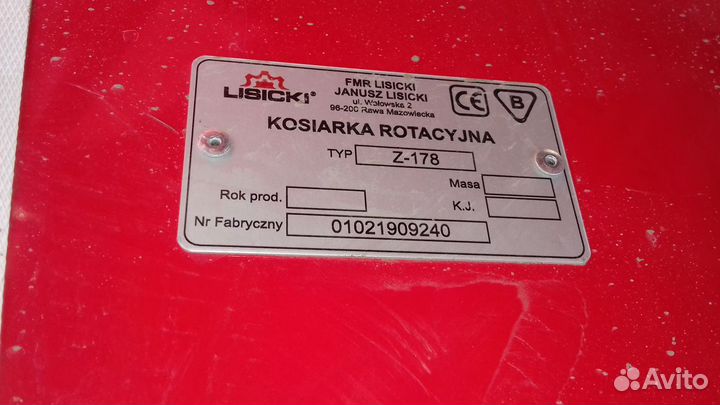 LISICKI®
FMR LISICKI
JANUSZ LISICKI
ul. Wołowska 2
96-200 Rawa Mazowiecka
CE
B
KOSIARKA ROTACYJNA
TYP Z-178
Masa
Rok prod.
K.J.
Nr Fabryczny 01021909240
Avito